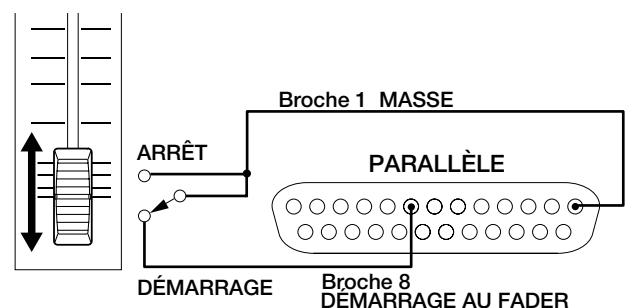 Broche 1 MASSE
ARRÊT
PARALLÈLE
DÉMARRAGE
Broche 8
DÉMARRAGE AU FADER